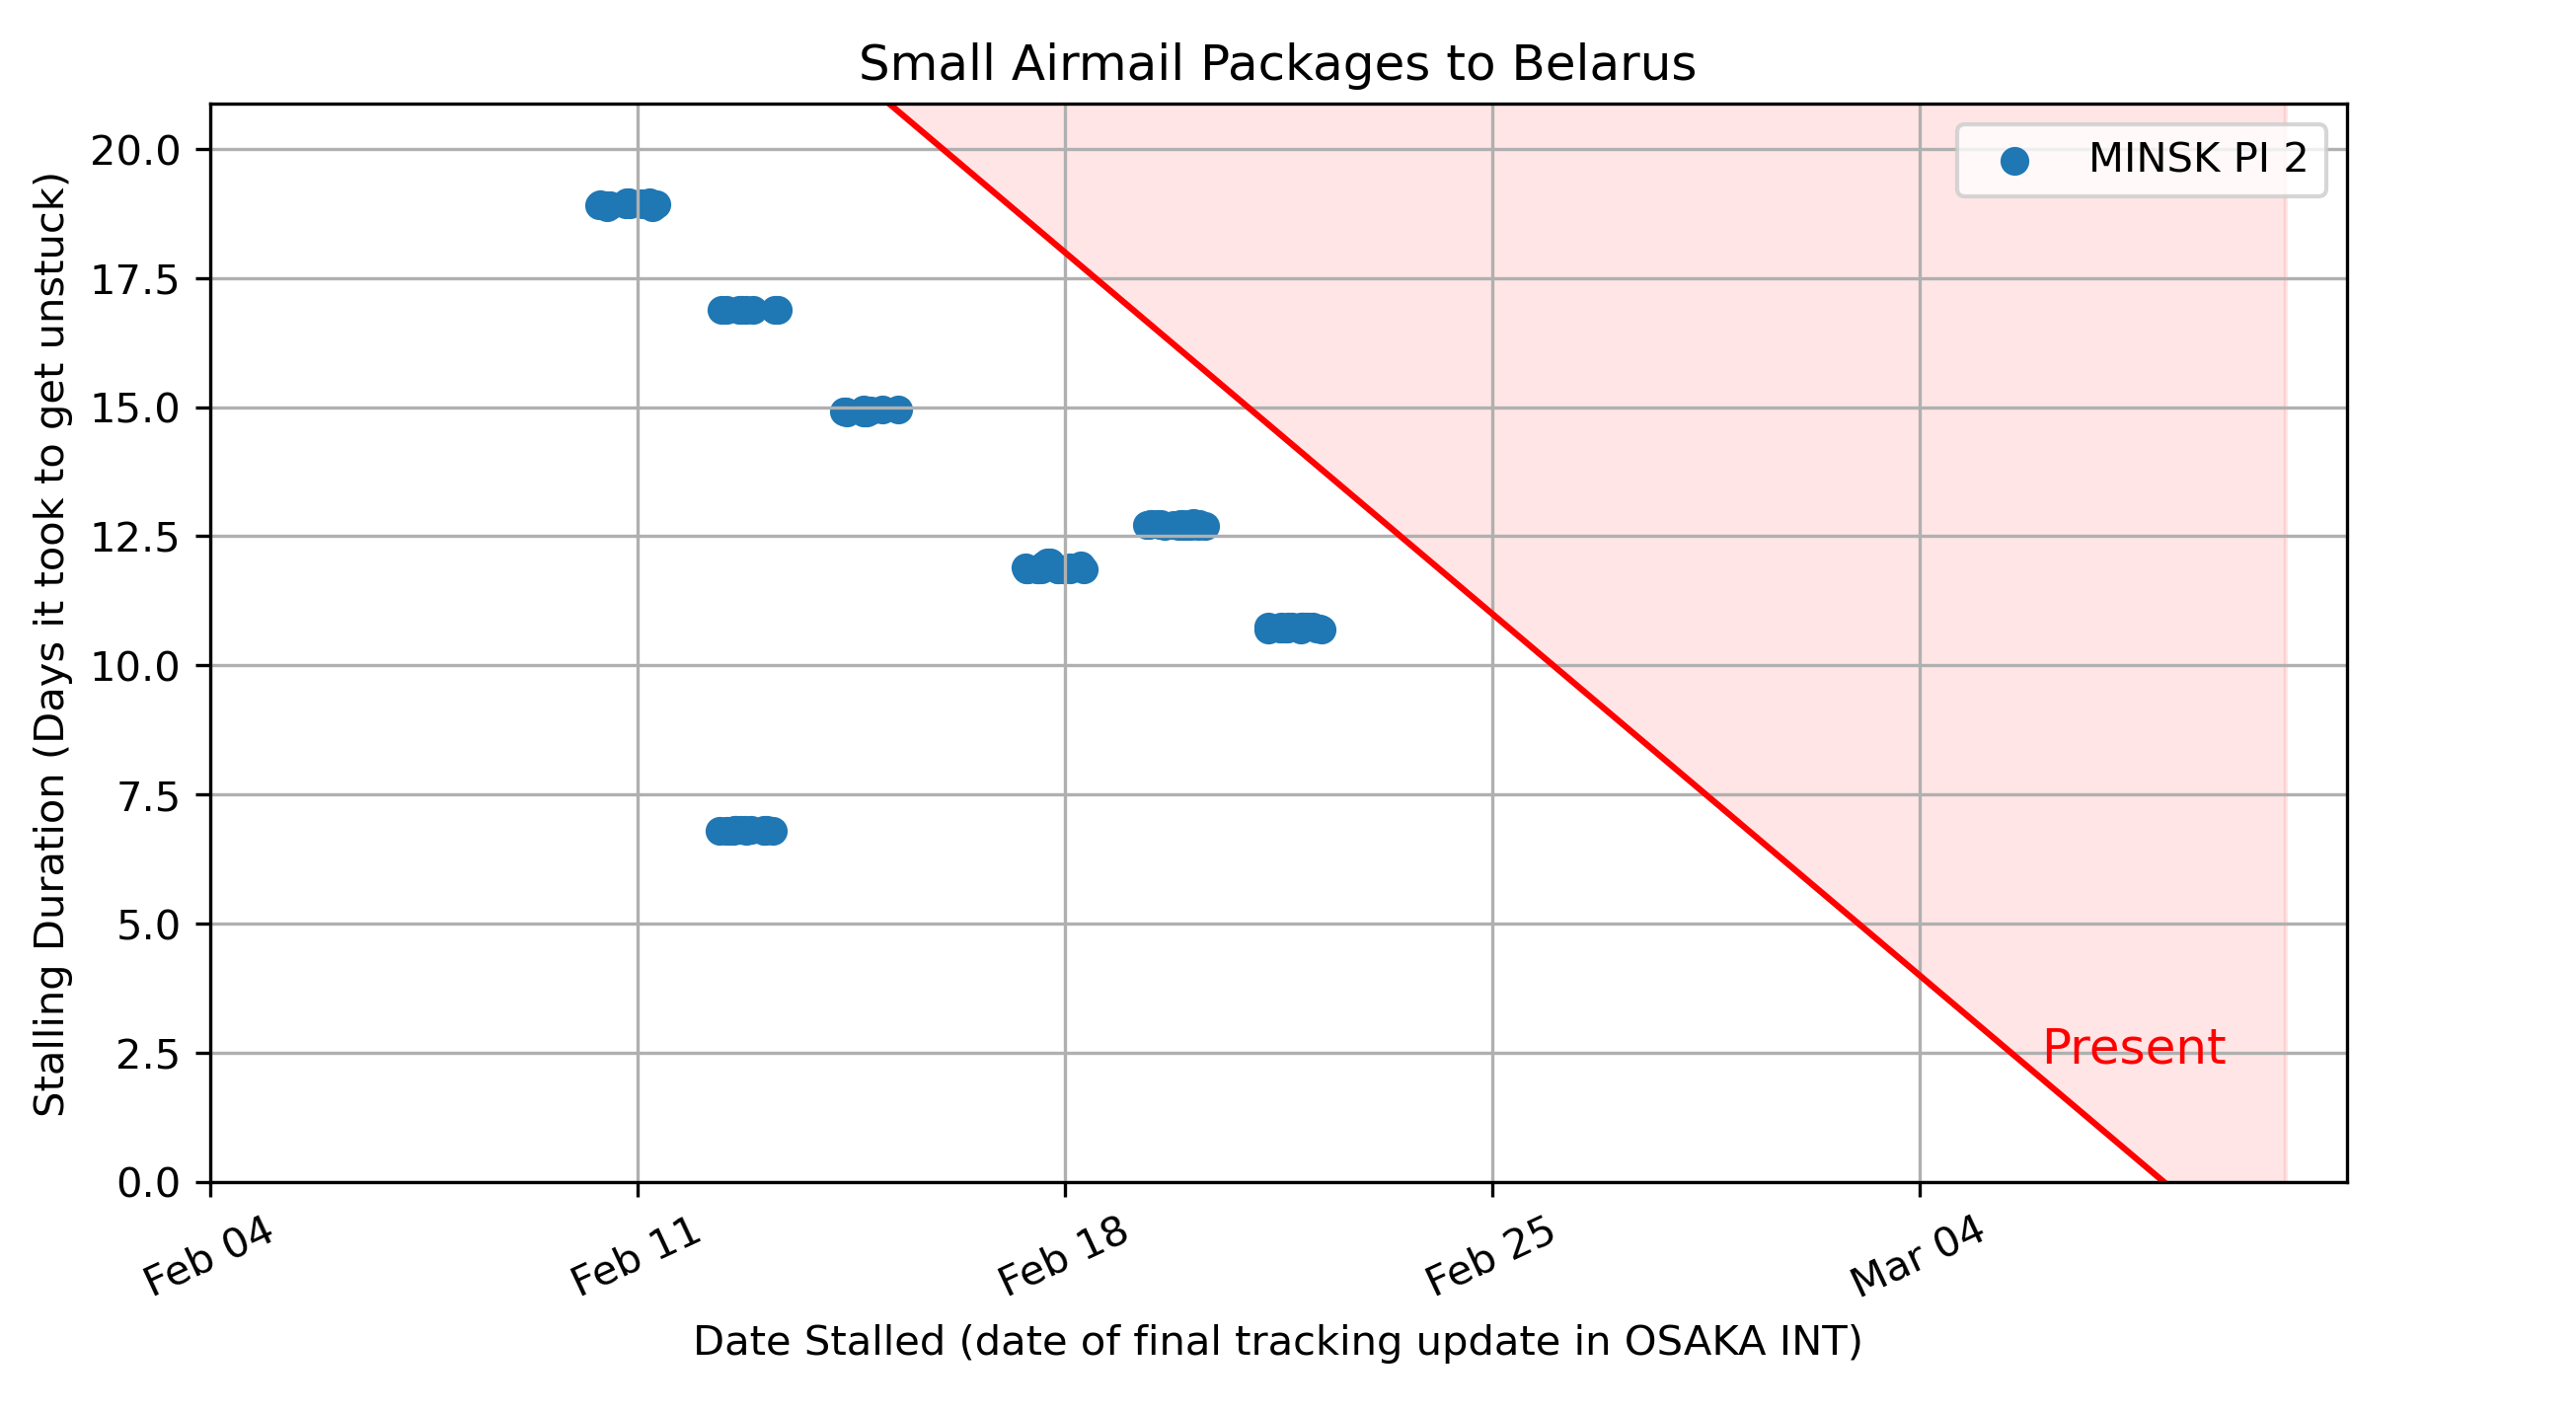 Small Airmail Packages to Belarus
MINSK PI 2
Stalling Duration (Days it took to get unstuck)
20.0
17.5
15.0
12.5
10.0
7.5
5.0
2.5
0.0
Present
Feb 04
Feb 11
Feb 18
Feb 25
Mar 04
Date Stalled (date of final tracking update in OSAKA INT)